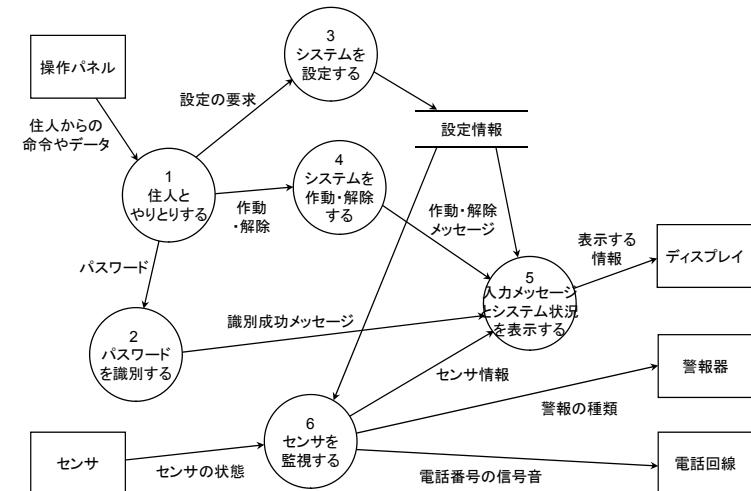 3
システムを
設定する
操作パネル
設定の要求
住人からの
命令やデータ
設定情報
1
住人と
やりとりする
4
システムを
作動・解除
する
作動
・解除
作動・解除
メッセージ
表示する
情報
ディスプレイ
パスワード
5
入力メッセージ
とシステム状況
を表示する
2
パスワード
を識別する
識別成功メッセージ
センサ情報
警報器
警報の種類
6
センサを
監視する
センサ
センサの状態
電話番号の信号音
電話回線